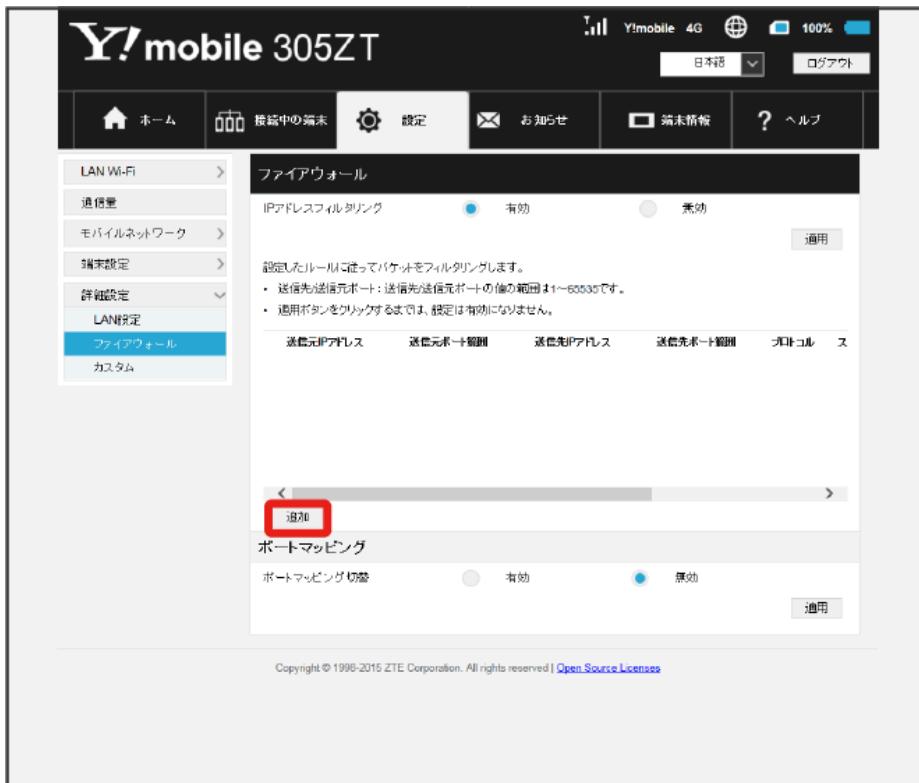 Y! mobile 305ZT
Y!mobile 4G 100%
日本語 ログアウト
ホーム 接続中の端末 設定 お知らせ 端末情報 ? ヘルプ
LAN Wi-Fi
通信量
モバイルネットワーク
端末設定
詳細設定
LAN設定
ファイアウォール
カスタム
ファイアウォール
IPアドレスフィルタリング 有効 無効
適用
設定したルールに従ってパケットをフィルタリングします。
• 送信先/送信元ポート：送信先/送信元ポートの値の範囲は1～65535です。
• 適用ボタンをクリックするまでは、設定は有効になりません。
送信元IPアドレス 送信元ポート範囲 送信先IPアドレス 送信先ポート範囲 プロトコル ス
追加
ポートマッピング
ポートマッピング切替 有効 無効
適用
Copyright © 1998-2015 ZTE Corporation. All rights reserved | Open Source Licenses